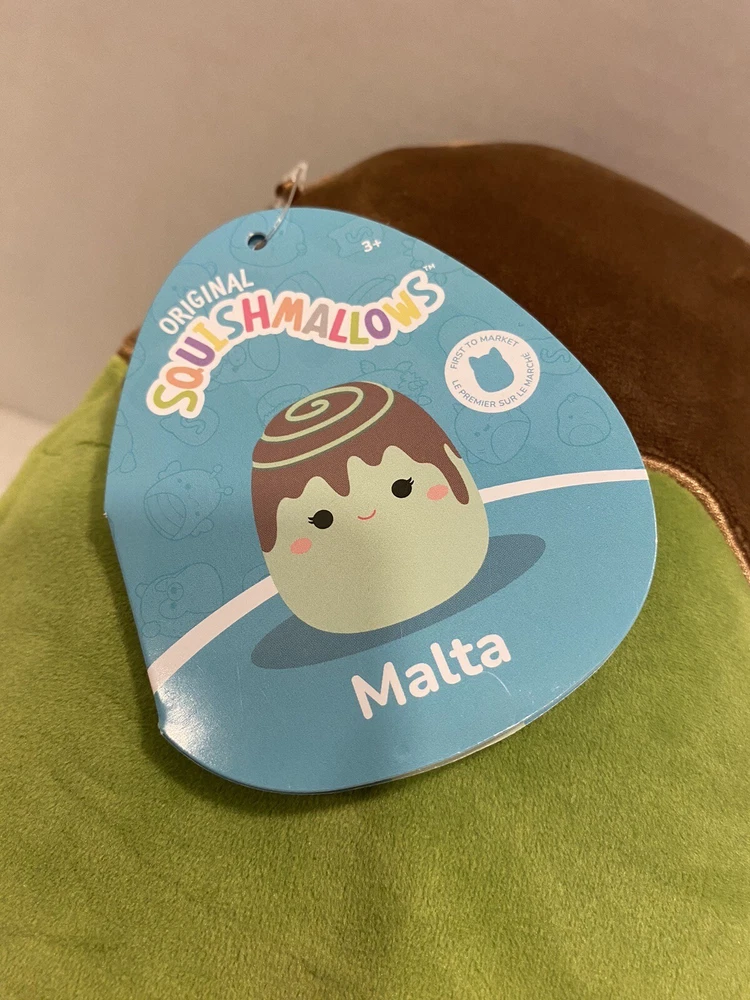 3+
ORIGINAL
SQUISHMALLOWS™
FIRST TO MARKET
LE PREMIER SUR LE MARCHÉ
Malta